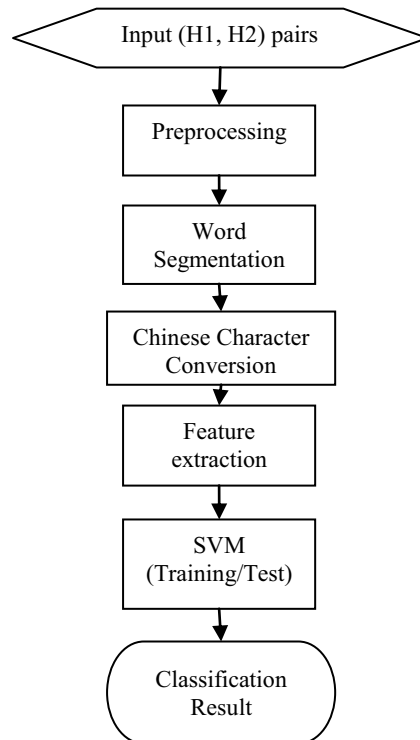 Input (H1, H2) pairs
Preprocessing
Word
Segmentation
Chinese Character
Conversion
Feature
extraction
SVM
(Training/Test)
Classification
Result